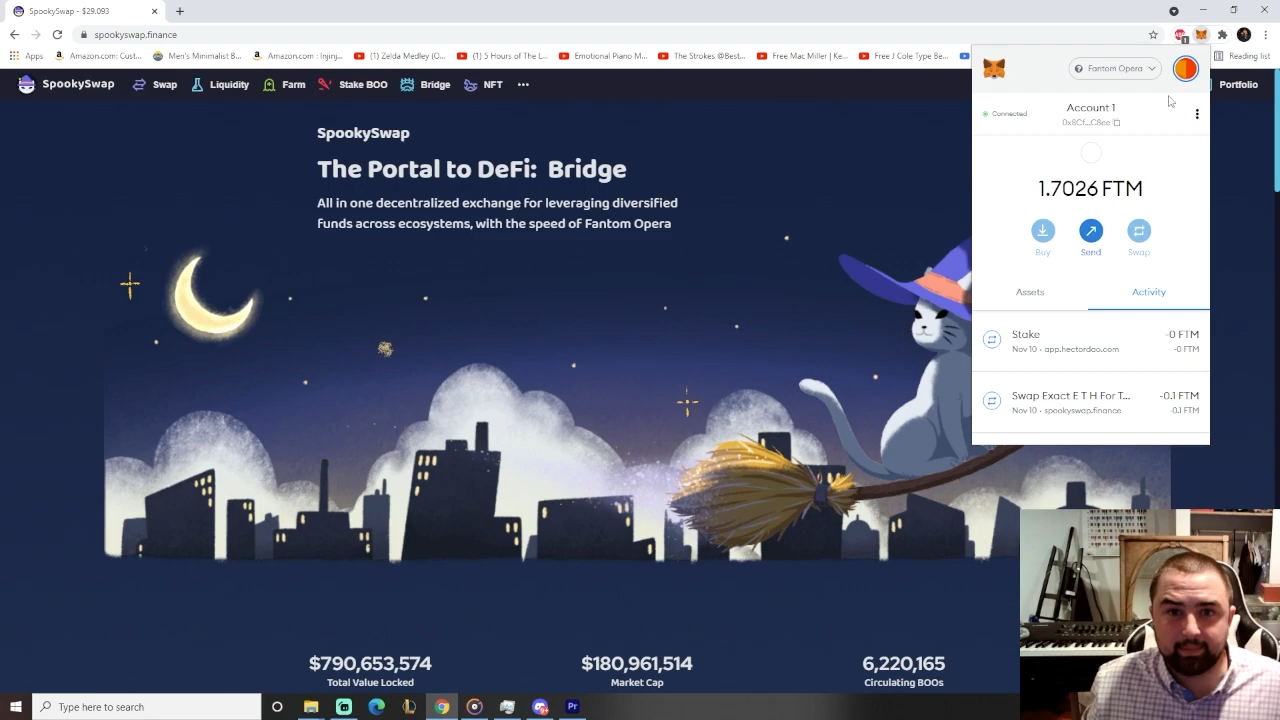 SpookySwap - $29.093
spookyswap.finance
Apps
Amazon.com: Amazo...
Men's Minimalist B...
Amazon.com : Injinj...
(1) Zelda Medley (O...
(1) 5 Hours of The L...
Emotional Piano M...
The Strokes @Best...
Free Mac Miller | Ke...
Free J Cole Type Be...
Reading list
SpookySwap
Swap
Liquidity
Farms
Pools
Bridge
NFT
Portfolio
SpookySwap
The Portal to DeFi: Bridge
All in one decentralized exchange for leveraging diversified
funds across ecosystems, with the speed of Fantom Opera
$790,653,574
Total Value Locked
$180,961,514
Market Cap
6,220,165
Circulating BOOs
Fantom Opera
Connected
Account 1
0x8Cf...C8ee
1.7026 FTM
Buy
Send
Swap
Assets
Activity
Stake
-0 FTM
Nov 10 · app.hectordao.com
-0 FTM
Swap Exact E T H For T...
-0.1 FTM
Nov 10 · spookyswap.finance
-0.1 FTM
Type here to search
Pr